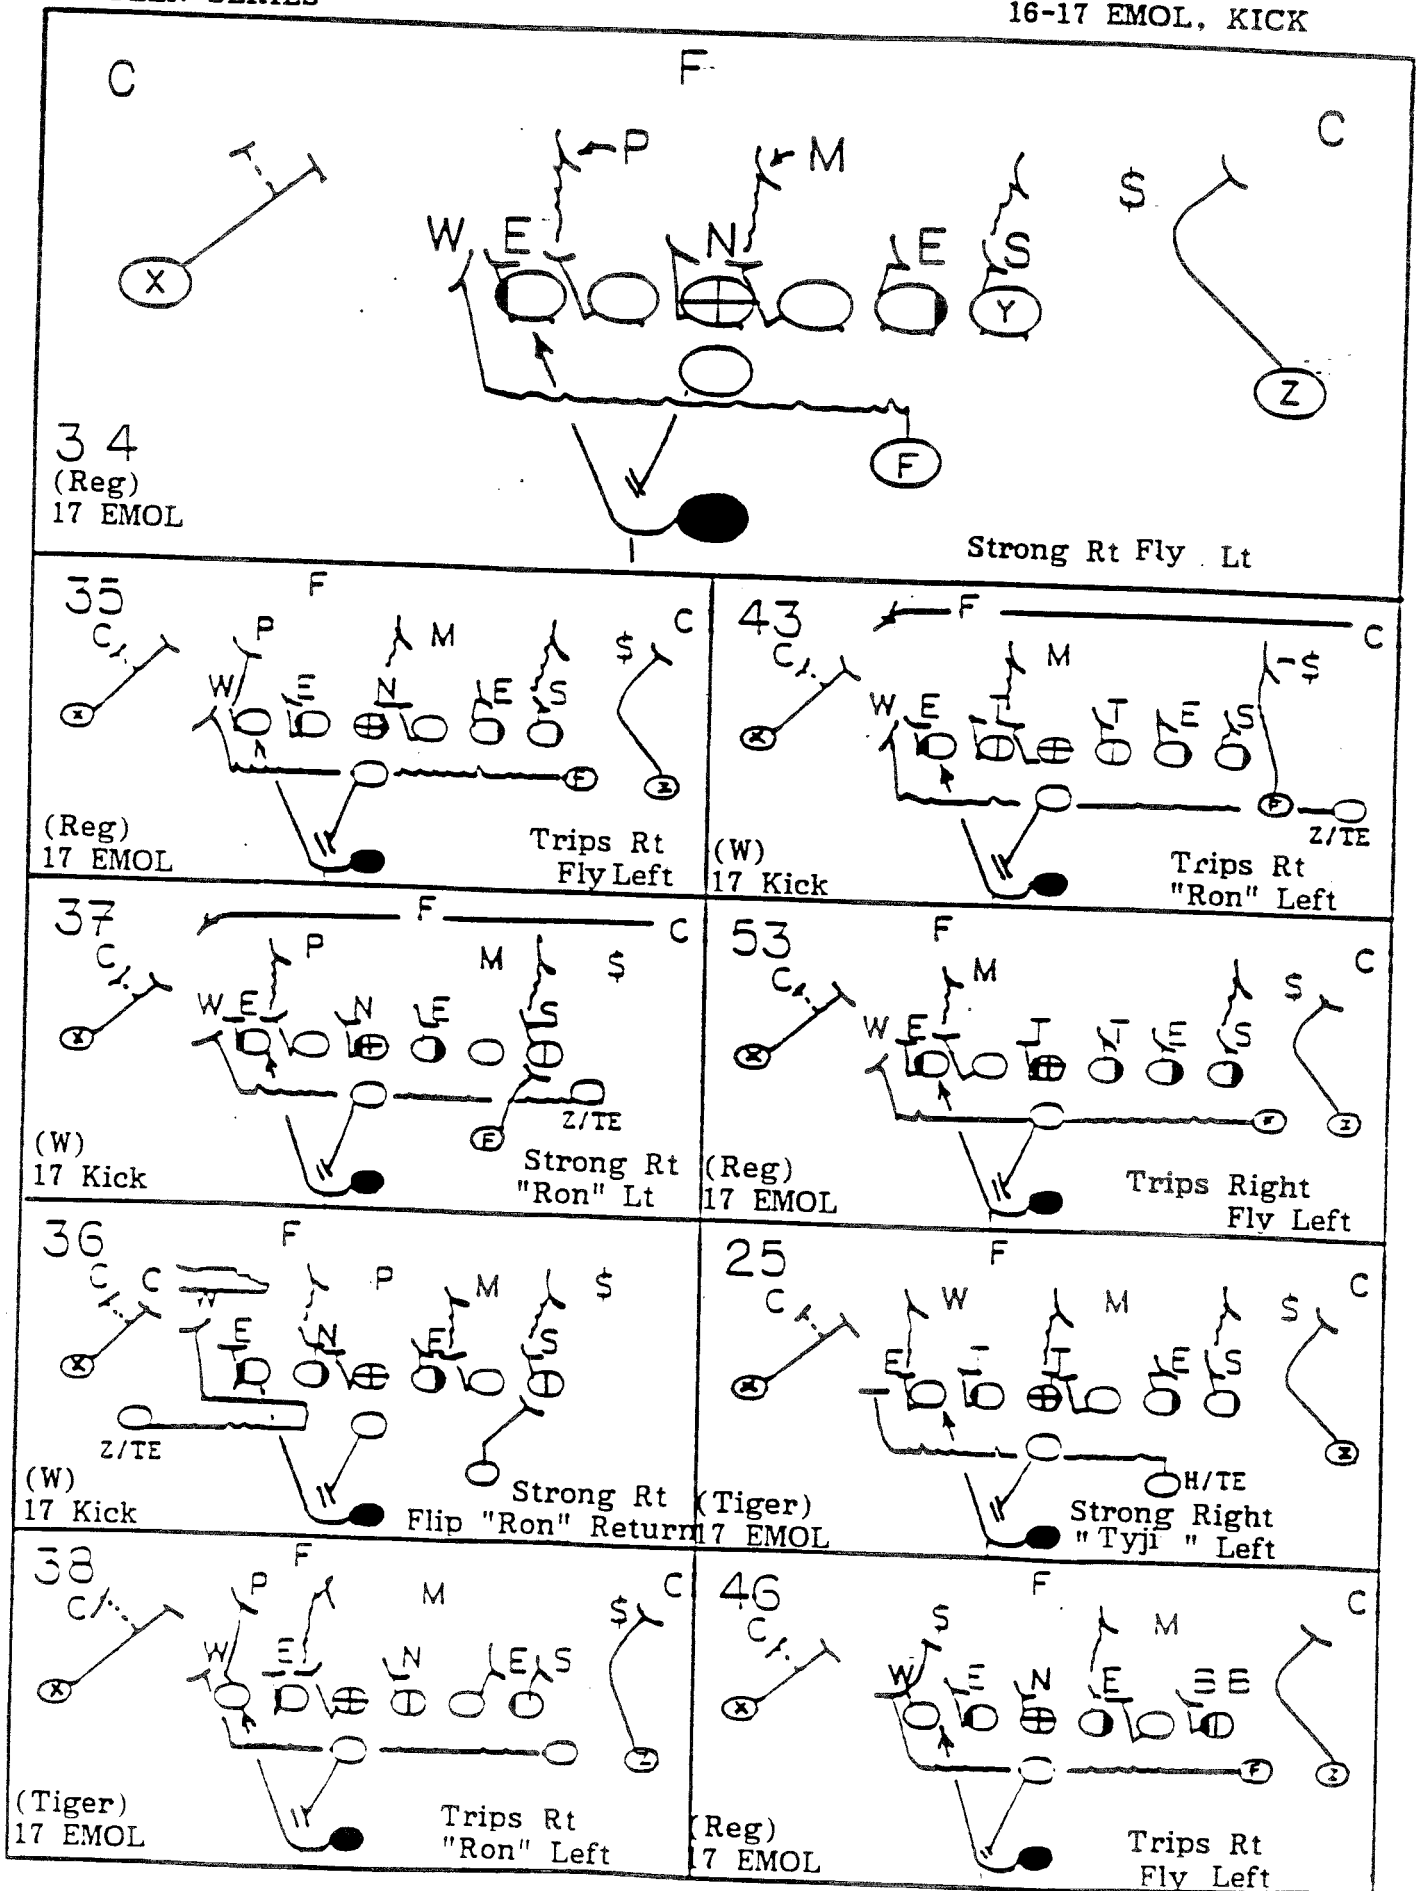 SERIES
16-17 EMOL, KICK
C F C
P M $
W E N E S
X Y
Z
F
34
(Reg)
17 EMOL
Strong Rt Fly Lt
35 F
C P M $ C
W E N E S
X F Z
(Reg)
17 EMOL
Trips Rt
Fly Left
43 F C
C M $
W E T T E S
X F
Z/TE
(W)
17 Kick
Trips Rt
"Ron" Left
37 F C
C P M $
W E N E S
X
Z/TE
F
(W)
17 Kick
Strong Rt
"Ron" Lt
53 F C
C M $
W E T T E S
X F Z
(Reg)
17 EMOL
Trips Right
Fly Left
36 F
C C P M $
W E N E S
X
Z/TE
(W)
17 Kick
Strong Rt
Flip "Ron" Return
25 F C
C W M $
E T T E S
X Z
H/TE
(Tiger)
17 EMOL
Strong Right
"Tyji" Left
38 F C
C P M $
W E N E S
X Z
(Tiger)
17 EMOL
Trips Rt
"Ron" Left
46 F C
C S M
W E N E B B
X F Z
(Reg)
17 EMOL
Trips Rt
Fly Left